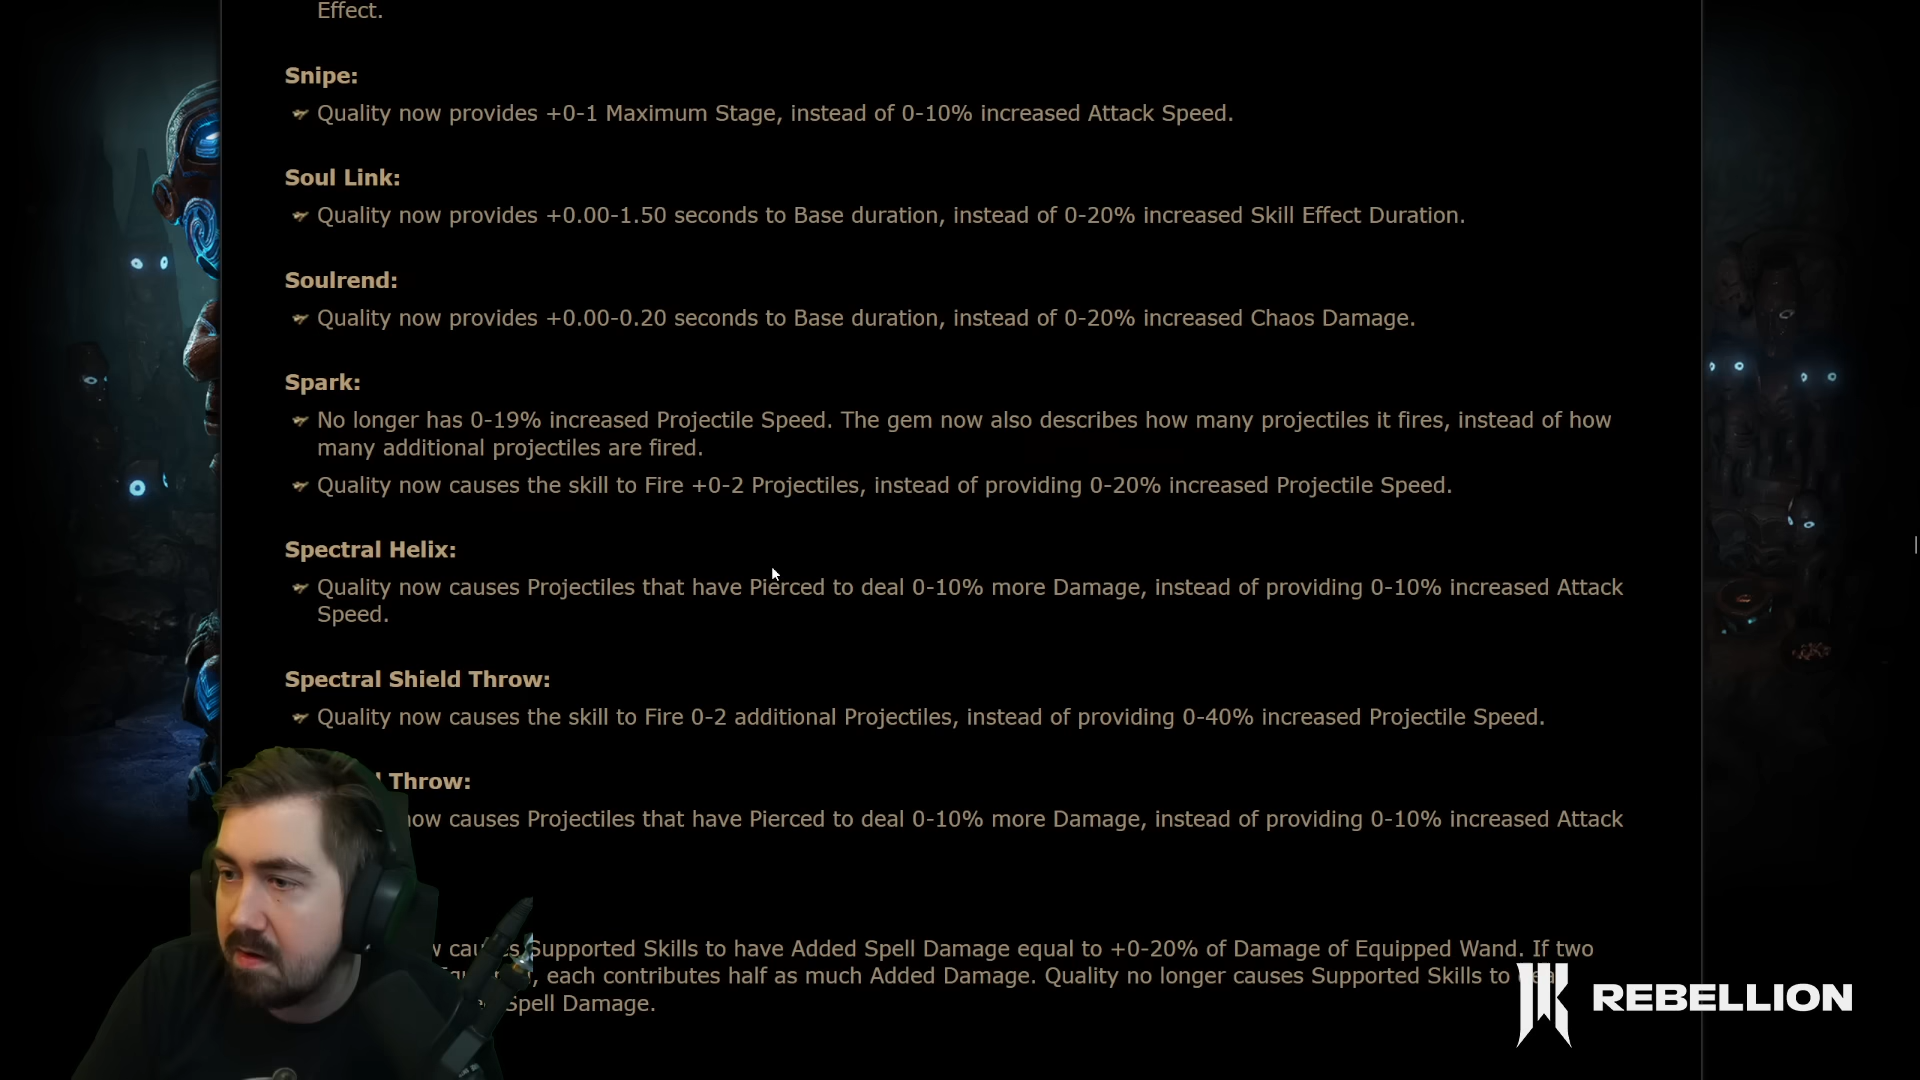 Effect.
Snipe:
Quality now provides +0-1 Maximum Stage, instead of 0-10% increased Attack Speed.
Soul Link:
Quality now provides +0.00-1.50 seconds to Base duration, instead of 0-20% increased Skill Effect Duration.
Soulrend:
Quality now provides +0.00-0.20 seconds to Base duration, instead of 0-20% increased Chaos Damage.
Spark:
No longer has 0-19% increased Projectile Speed. The gem now also describes how many projectiles it fires, instead of how
many additional projectiles are fired.
Quality now causes the skill to Fire +0-2 Projectiles, instead of providing 0-20% increased Projectile Speed.
Spectral Helix:
Quality now causes Projectiles that have Pierced to deal 0-10% more Damage, instead of providing 0-10% increased Attack
Speed.
Spectral Shield Throw:
Quality now causes the skill to Fire 0-2 additional Projectiles, instead of providing 0-40% increased Projectile Speed.
Throw:
now causes Projectiles that have Pierced to deal 0-10% more Damage, instead of providing 0-10% increased Attack
causes Supported Skills to have Added Spell Damage equal to +0-20% of Damage of Equipped Wand. If two
each contributes half as much Added Damage. Quality no longer causes Supported Skills to
Spell Damage.
REBELLION